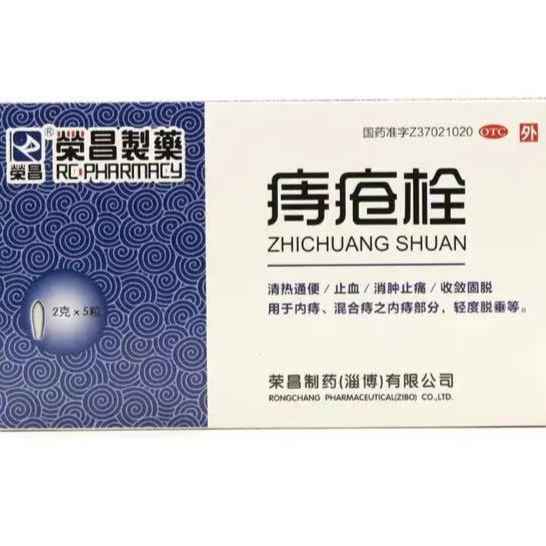 榮昌
®
榮昌製藥
RC·PHARMACY
国药准字Z37021020 OTC 外
痔疮栓
ZHICHUANG SHUAN
清热通便 / 止血 / 消肿止痛 / 收敛固脱
用于内痔、混合痔之内痔部分，轻度脱垂等。
2克×5粒
荣昌制药(淄博)有限公司
RONGCHANG PHARMACEUTICAL(ZIBO) CO.,LTD.